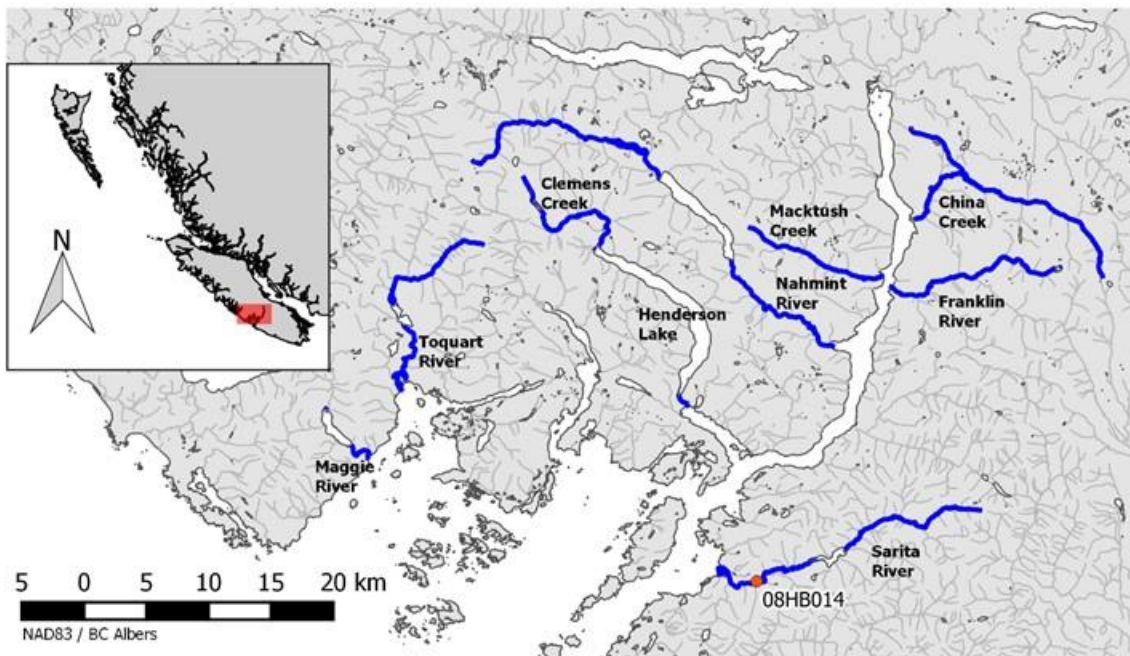 Clemens
Creek
Macktush
Creek
China
Creek
N
Nahmint
River
Franklin
River
Henderson
Lake
Toquart
River
Maggie
River
Sarita
River
08HB014
5 0 5 10 15 20 km
NAD83 / BC Albers